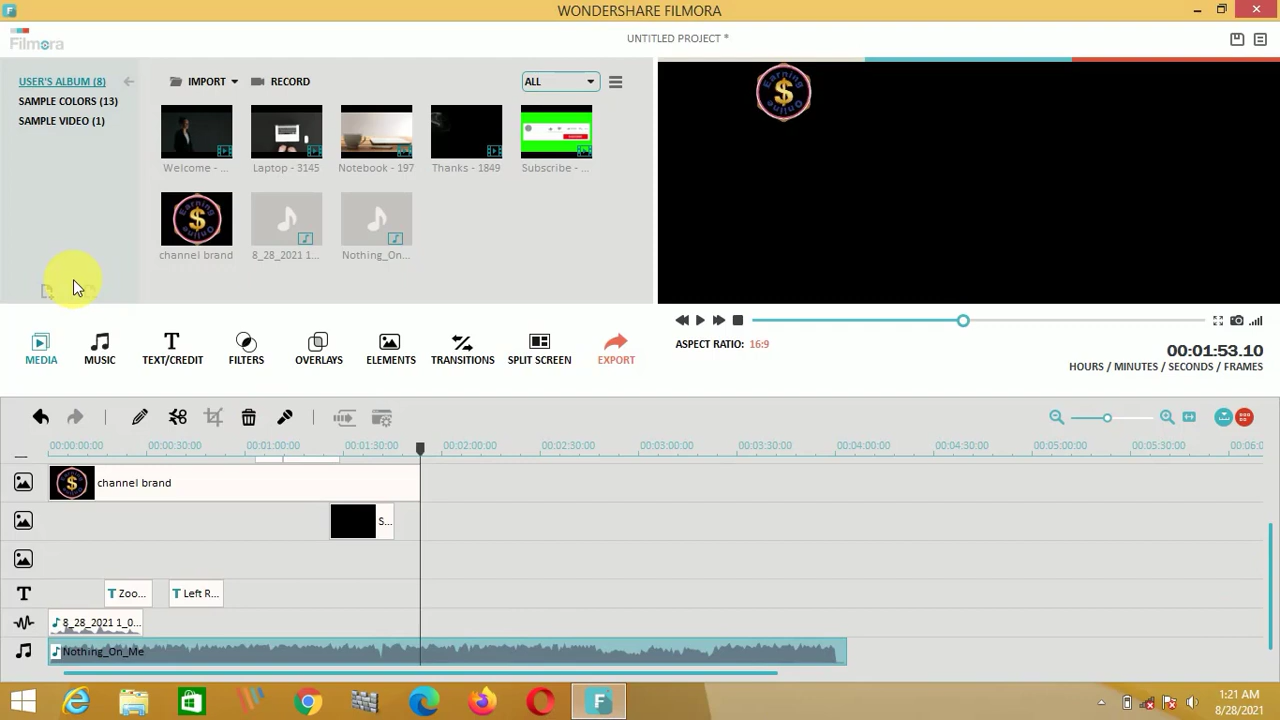 WONDERSHARE FILMORA
Filmora
UNTITLED PROJECT *
USER'S ALBUM (8)
SAMPLE COLORS (13)
SAMPLE VIDEO (1)
IMPORT
RECORD
ALL
Welcome - ...
Laptop - 3145
Notebook - 197
Thanks - 1849
Subscribe - ...
channel brand
8_28_2021 1...
Nothing_On...
Earning
$
Online
MEDIA
MUSIC
TEXT/CREDIT
FILTERS
OVERLAYS
ELEMENTS
TRANSITIONS
SPLIT SCREEN
EXPORT
ASPECT RATIO: 16:9
00:01:53.10
HOURS / MINUTES / SECONDS / FRAMES
00:00:00:00 00:00:30:00 00:01:00:00 00:01:30:00 00:02:00:00 00:02:30:00 00:03:00:00 00:03:30:00 00:04:00:00 00:04:30:00 00:05:00:00 00:05:30:00 00:06:0
channel brand
S...
T Zoo... T Left R...
8_28_2021 1_0...
Nothing_On_Me
1:21 AM
8/28/2021